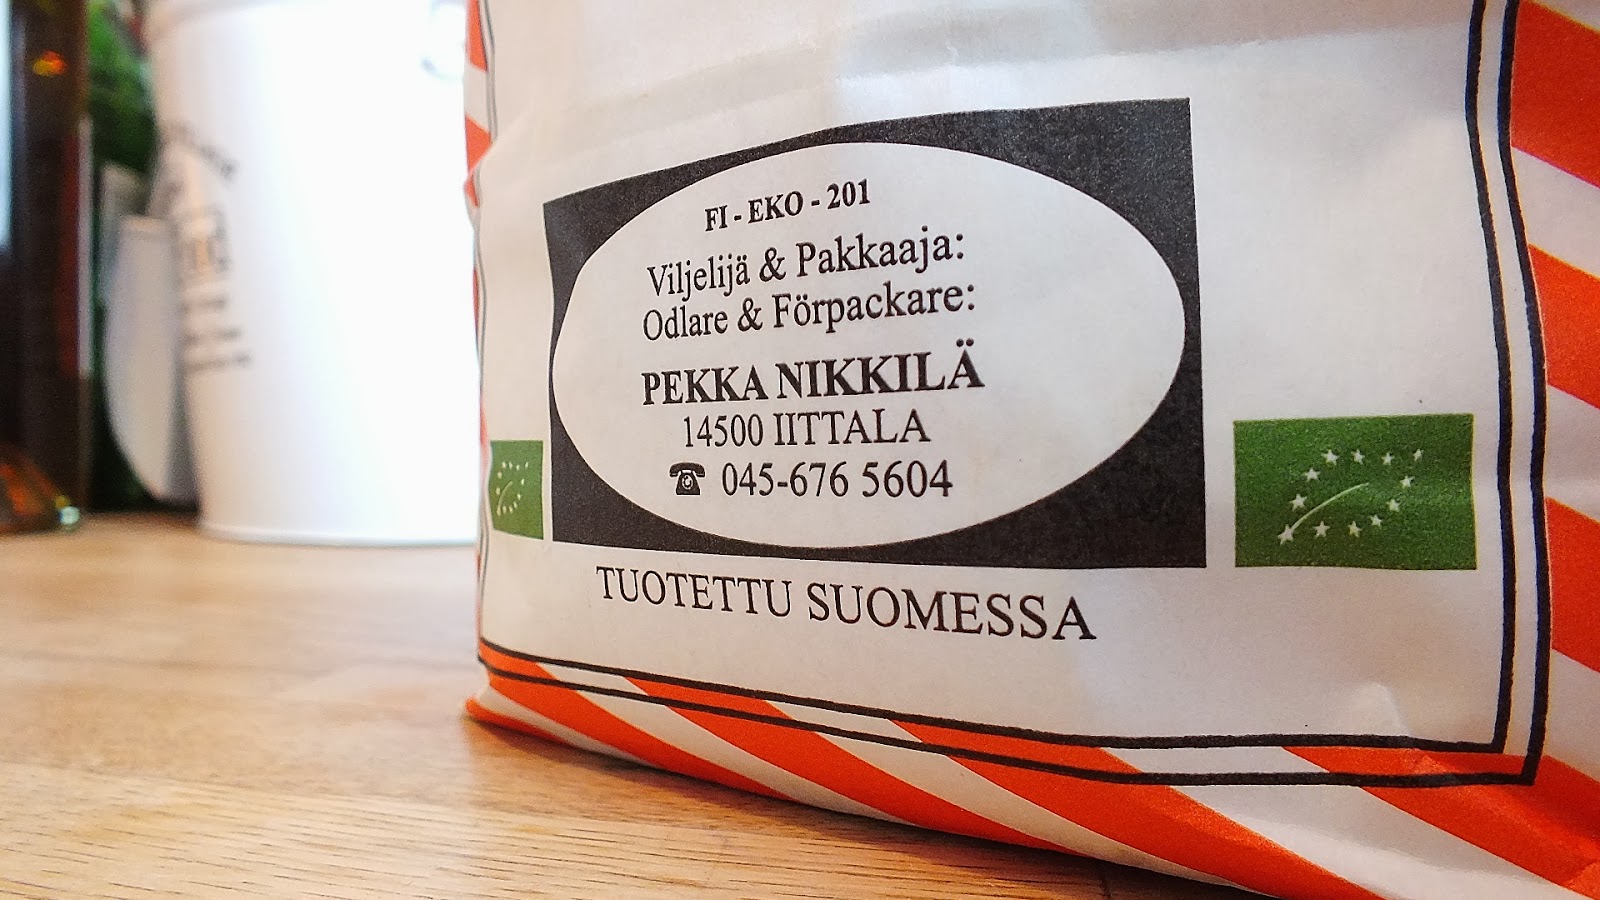 FI - EKO - 201
Viljelijä & Pakkaaja:
Odlare & Förpackare:
PEKKA NIKKILÄ
14500 IITTALA
☎ 045-676 5604
TUOTETTU SUOMESSA